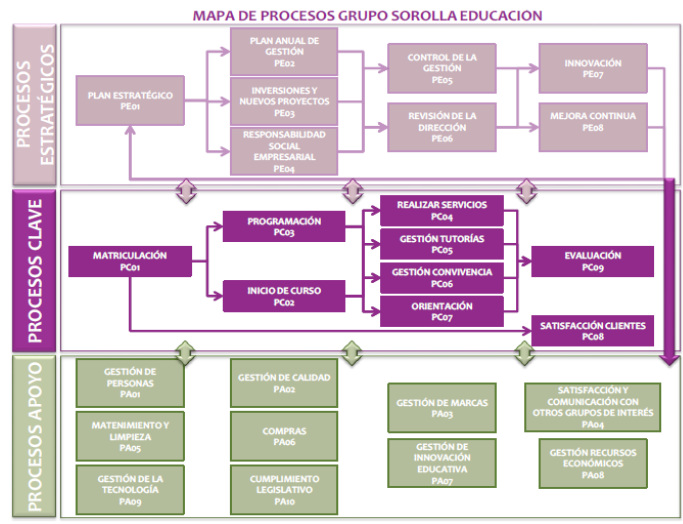 MAPA DE PROCESOS GRUPO SOROLLA EDUCACION
PROCESOS
ESTRATÉGICOS
PLAN ESTRATÉGICO
PE01
PLAN ANUAL DE
GESTIÓN
PE02
INVERSIONES Y
NUEVOS PROYECTOS
PE03
RESPONSABILIDAD
SOCIAL
EMPRESARIAL
PE04
CONTROL DE LA
GESTIÓN
PE05
REVISIÓN DE LA
DIRECCIÓN
PE06
INNOVACIÓN
PE07
MEJORA CONTINUA
PE08
PROCESOS CLAVE
MATRICULACIÓN
PC01
PROGRAMACIÓN
PC03
INICIO DE CURSO
PC02
REALIZAR SERVICIOS
PC04
GESTIÓN TUTORÍAS
PC05
GESTIÓN CONVIVENCIA
PC06
ORIENTACIÓN
PC07
EVALUACIÓN
PC09
SATISFACCIÓN CLIENTES
PC08
PROCESOS APOYO
GESTIÓN DE
PERSONAS
PA01
GESTIÓN DE CALIDAD
PA02
GESTIÓN DE MARCAS
PA03
SATISFACCIÓN Y
COMUNICACIÓN CON
OTROS GRUPOS DE INTERÉS
PA04
MATENIMIENTO Y
LIMPIEZA
PA05
COMPRAS
PA06
GESTIÓN DE
INNOVACIÓN
EDUCATIVA
PA07
GESTIÓN RECURSOS
ECONÓMICOS
PA08
GESTIÓN DE LA
TECNOLOGÍA
PA09
CUMPLIMIENTO
LEGISLATIVO
PA10